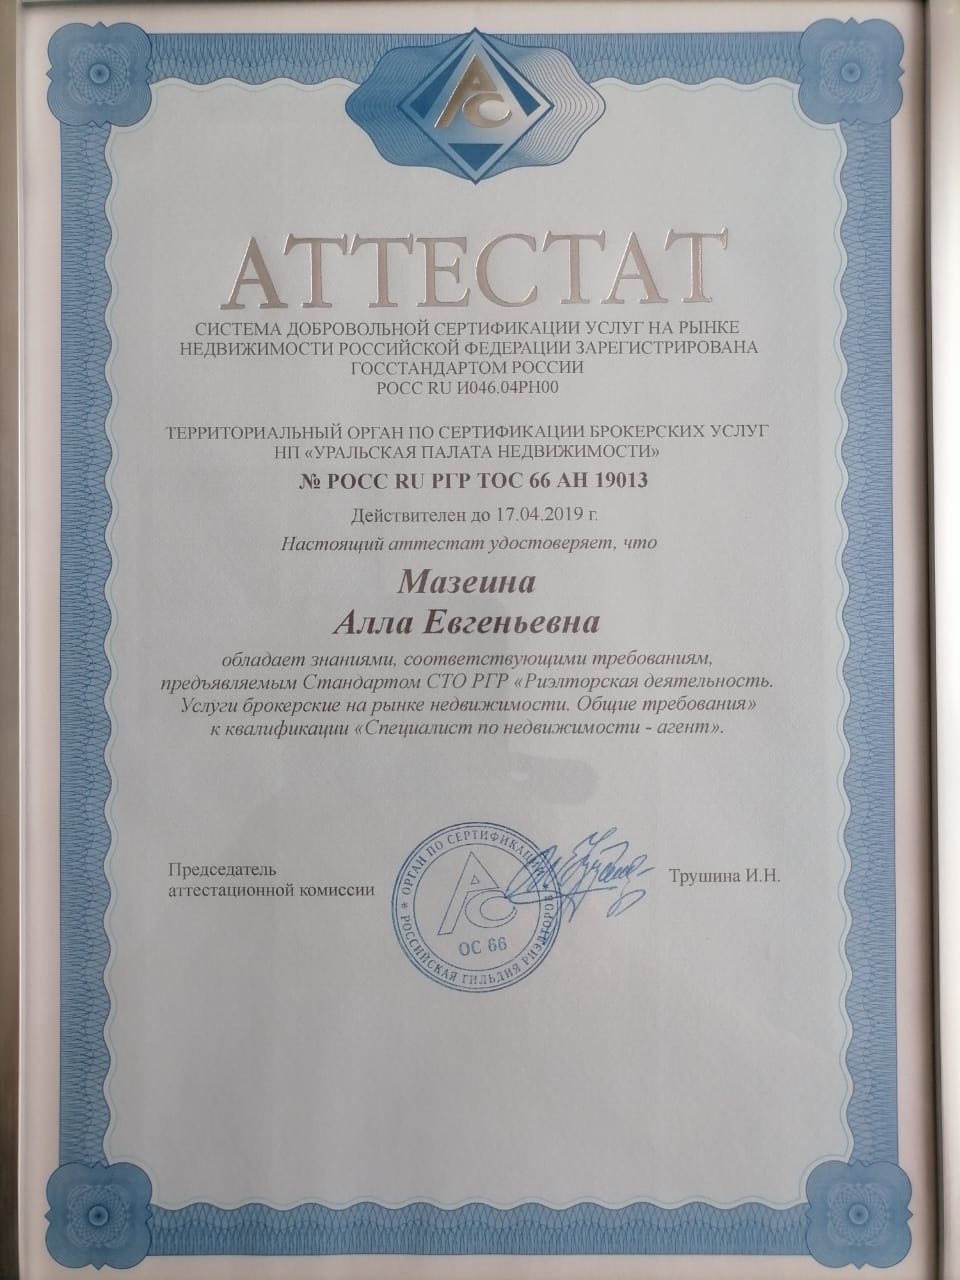 АС
АТТЕСТАТ
СИСТЕМА ДОБРОВОЛЬНОЙ СЕРТИФИКАЦИИ УСЛУГ НА РЫНКЕ
НЕДВИЖИМОСТИ РОССИЙСКОЙ ФЕДЕРАЦИИ ЗАРЕГИСТРИРОВАНА
ГОССТАНДАРТОМ РОССИИ
РОСС RU И046.04РН00
ТЕРРИТОРИАЛЬНЫЙ ОРГАН ПО СЕРТИФИКАЦИИ БРОКЕРСКИХ УСЛУГ
НП «УРАЛЬСКАЯ ПАЛАТА НЕДВИЖИМОСТИ»
№ РОСС RU РГР ТОС 66 АН 19013
Действителен до 17.04.2019 г.
Настоящий аттестат удостоверяет, что
Мазеина
Алла Евгеньевна
обладает знаниями, соответствующими требованиям,
предъявляемым Стандартом СТО РГР «Риэлторская деятельность.
Услуги брокерские на рынке недвижимости. Общие требования»
к квалификации «Специалист по недвижимости - агент».
Председатель
аттестационной комиссии
ОРГАН ПО СЕРТИФИКАЦИИ
РОССИЙСКАЯ ГИЛЬДИЯ РИЭЛТОРОВ
АС
ОС 66
Трушина И.Н.